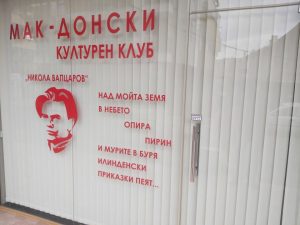 МАК-ДОНСКИ
КУЛТУРЕН КЛУБ
„НИКОЛА ВАПЦАРОВ"
НАД МОЙТА ЗЕМЯ
В НЕБЕТО
ОПИРА
ПИРИН
И МУРИТЕ В БУРЯ
ИЛИНДЕНСКИ
ПРИКАЗКИ ПЕЯТ...